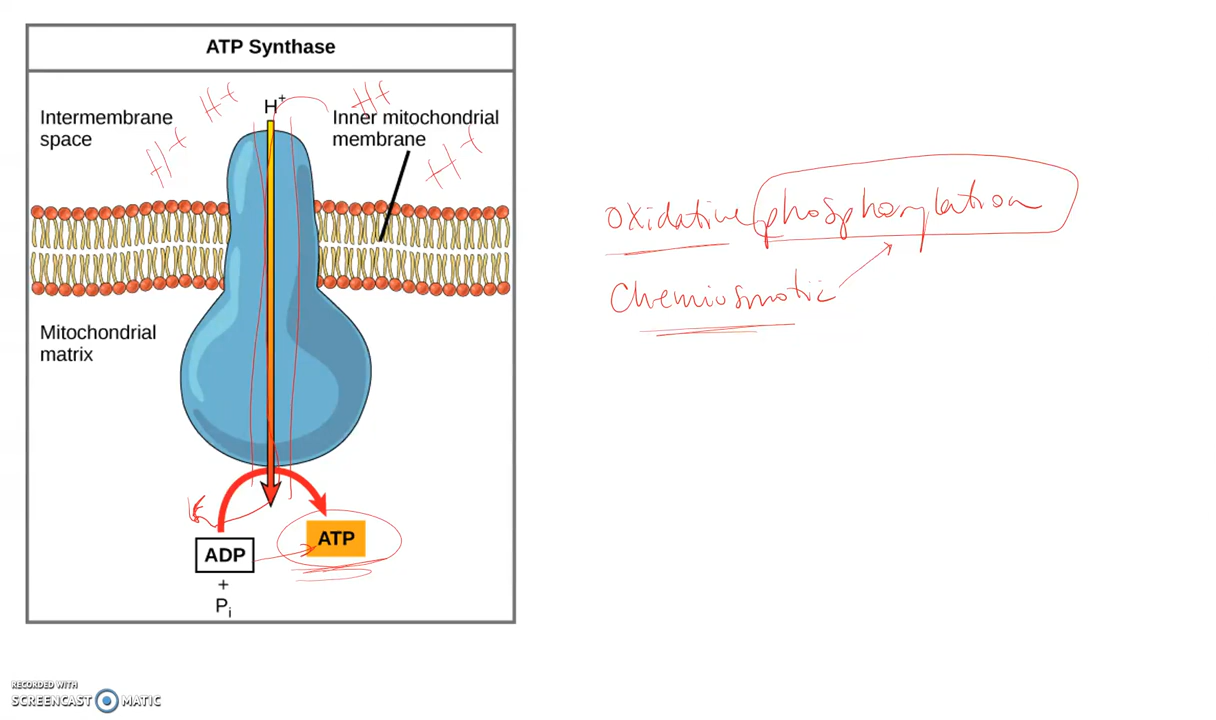 ATP Synthase
Intermembrane
space
H+
H+
H+
H+
H+
Inner mitochondrial
membrane
Mitochondrial
matrix
ADP
+
Pi
ATP
oxidative phosphorylation
Chemiosmotic
RECORDED WITH
SCREENCAST MATIC